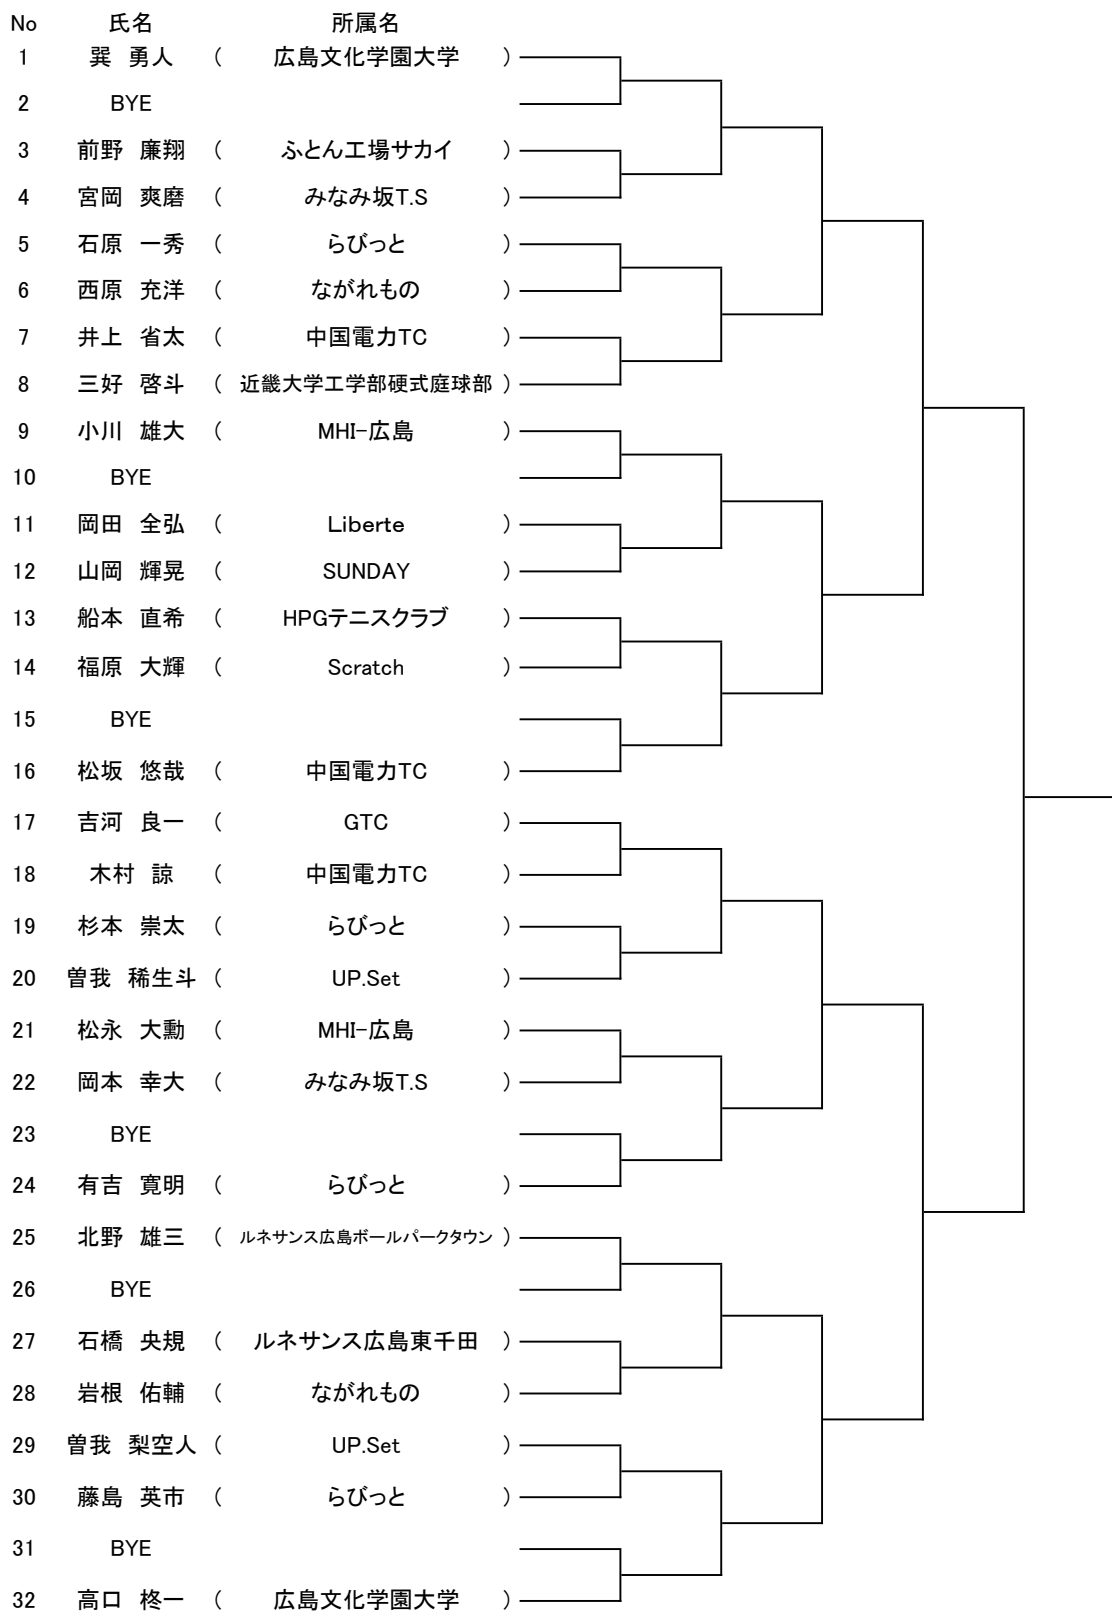 No 氏名 所属名
1 巽 勇人 ( 広島文化学園大学 )
2 BYE
3 前野 廉翔 ( ふとん工場サカイ )
4 宮岡 爽磨 ( みなみ坂T.S )
5 石原 一秀 ( らびっと )
6 西原 充洋 ( ながれもの )
7 井上 省太 ( 中国電力TC )
8 三好 啓斗 ( 近畿大学工学部硬式庭球部 )
9 小川 雄大 ( MHI-広島 )
10 BYE
11 岡田 全弘 ( Liberte )
12 山岡 輝晃 ( SUNDAY )
13 船本 直希 ( HPGテニスクラブ )
14 福原 大輝 ( Scratch )
15 BYE
16 松坂 悠哉 ( 中国電力TC )
17 吉河 良一 ( GTC )
18 木村 諒 ( 中国電力TC )
19 杉本 崇太 ( らびっと )
20 曽我 稀生斗 ( UP.Set )
21 松永 大勲 ( MHI-広島 )
22 岡本 幸大 ( みなみ坂T.S )
23 BYE
24 有吉 寛明 ( らびっと )
25 北野 雄三 ( ルネサンス広島ボールパークタウン )
26 BYE
27 石橋 央規 ( ルネサンス広島東千田 )
28 岩根 佑輔 ( ながれもの )
29 曽我 梨空人 ( UP.Set )
30 藤島 英市 ( らびっと )
31 BYE
32 高口 柊一 ( 広島文化学園大学 )